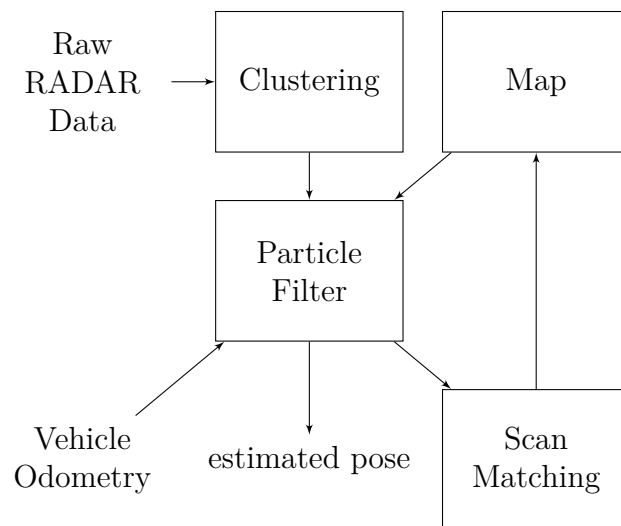 Raw
RADAR
Data
Clustering
Map
Particle
Filter
Vehicle
Odometry
estimated pose
Scan
Matching